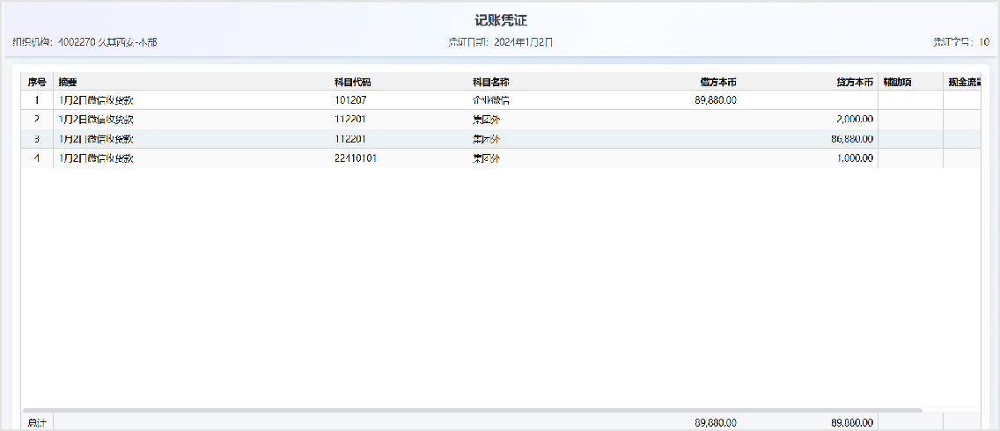 记账凭证
组织机构：4002270 久其西安-本部 凭证日期：2024年1月2日 凭证字号：10
序号 摘要 科目代码 科目名称 借方本币 贷方本币 辅助项 现金流量
1 1月2日微信收货款 101207 企业微信 89,880.00
2 1月2日微信收货款 112201 集团外 2,000.00
3 1月2日微信收货款 112201 集团外 86,880.00
4 1月2日微信收货款 22410101 集团外 1,000.00
总计 89,880.00 89,880.00